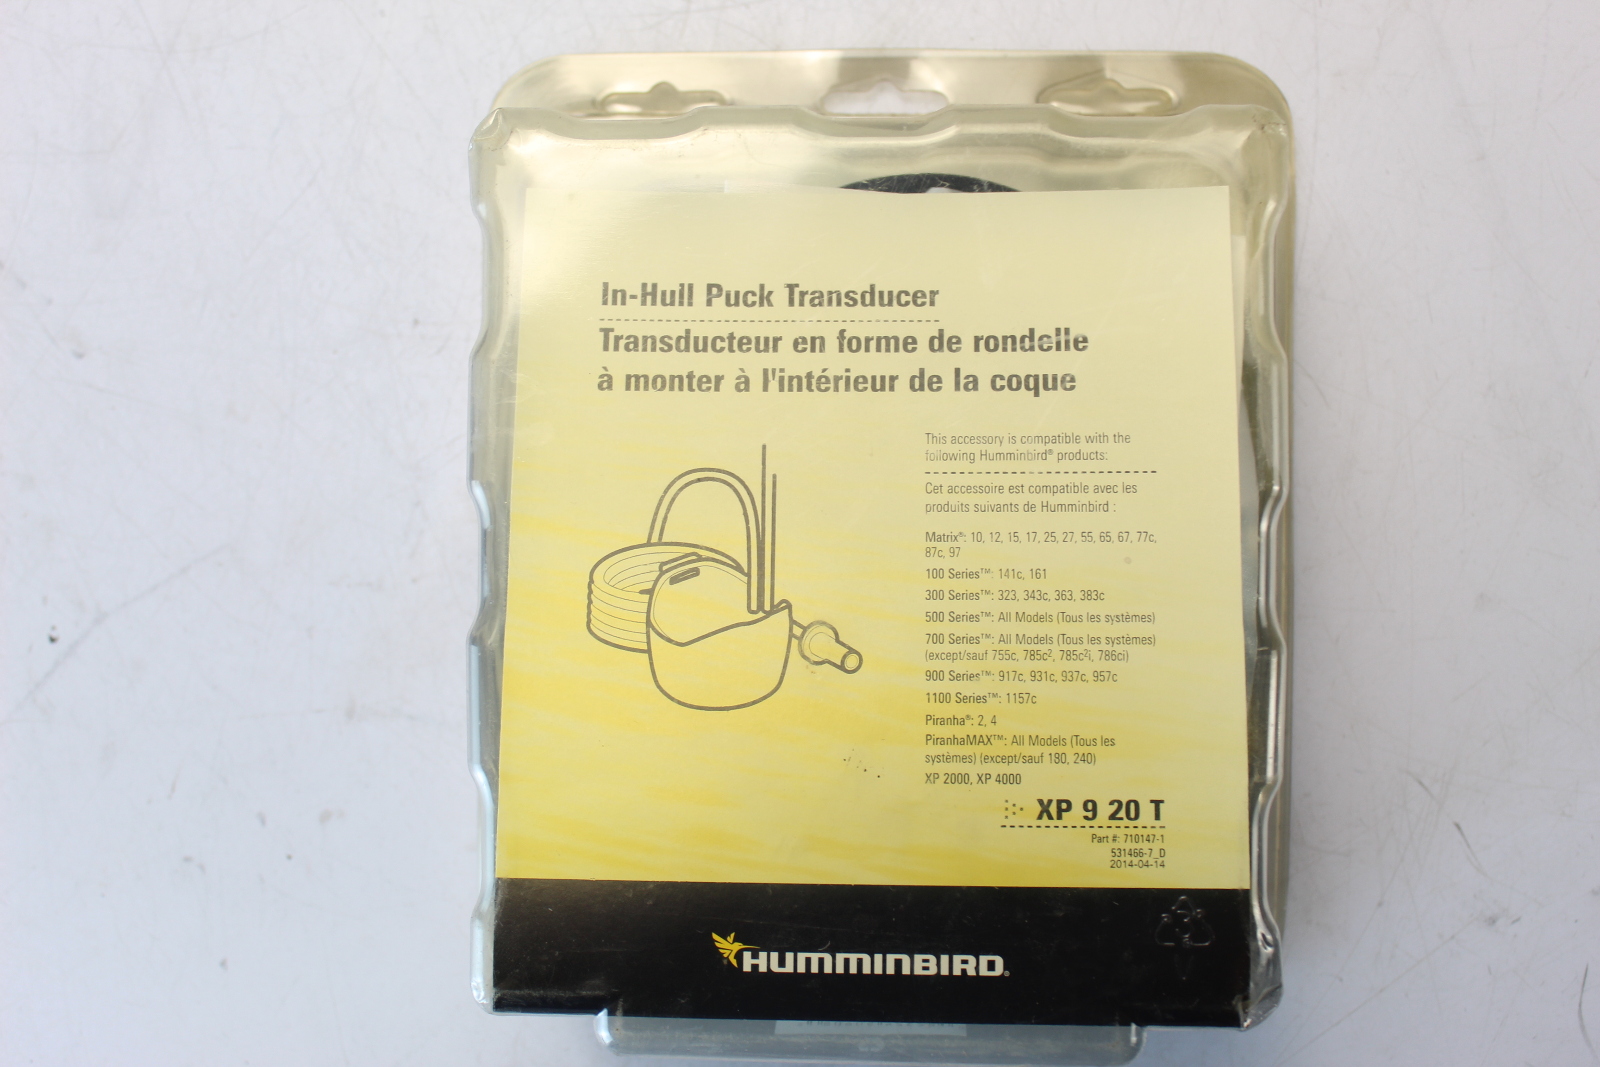 In-Hull Puck Transducer
Transducteur en forme de rondelle
à monter à l'intérieur de la coque
This accessory is compatible with the
following Humminbird® products:
Cet accessoire est compatible avec les
produits suivants de Humminbird :
Matrix®: 10, 12, 15, 17, 25, 27, 55, 65, 67, 77c,
87c, 97
100 Series™: 141c, 161
300 Series™: 323, 343c, 363, 383c
500 Series™: All Models (Tous les systèmes)
700 Series™: All Models (Tous les systèmes)
(except/sauf 755c, 785c², 785c²i, 786ci)
900 Series™: 917c, 931c, 937c, 957c
1100 Series™: 1157c
Piranha®: 2, 4
PiranhaMAX™: All Models (Tous les
systèmes) (except/sauf 180, 240)
XP 2000, XP 4000
XP 9 20 T
Part #: 710147-1
531466-7_D
2014-04-14
HUMMINBIRD®